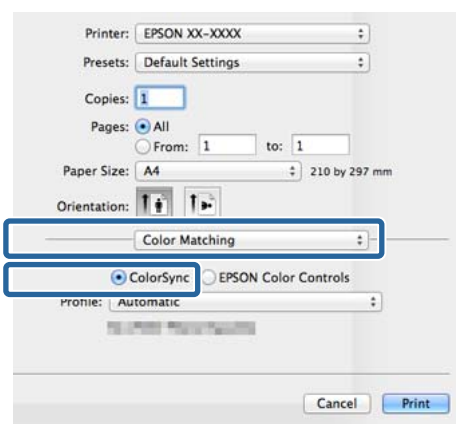 Printer: EPSON XX-XXXX
Presets: Default Settings
Copies: 1
Pages: All
From: 1 to: 1
Paper Size: A4 210 by 297 mm
Orientation:
Color Matching
ColorSync EPSON Color Controls
Profile: Automatic
Cancel Print